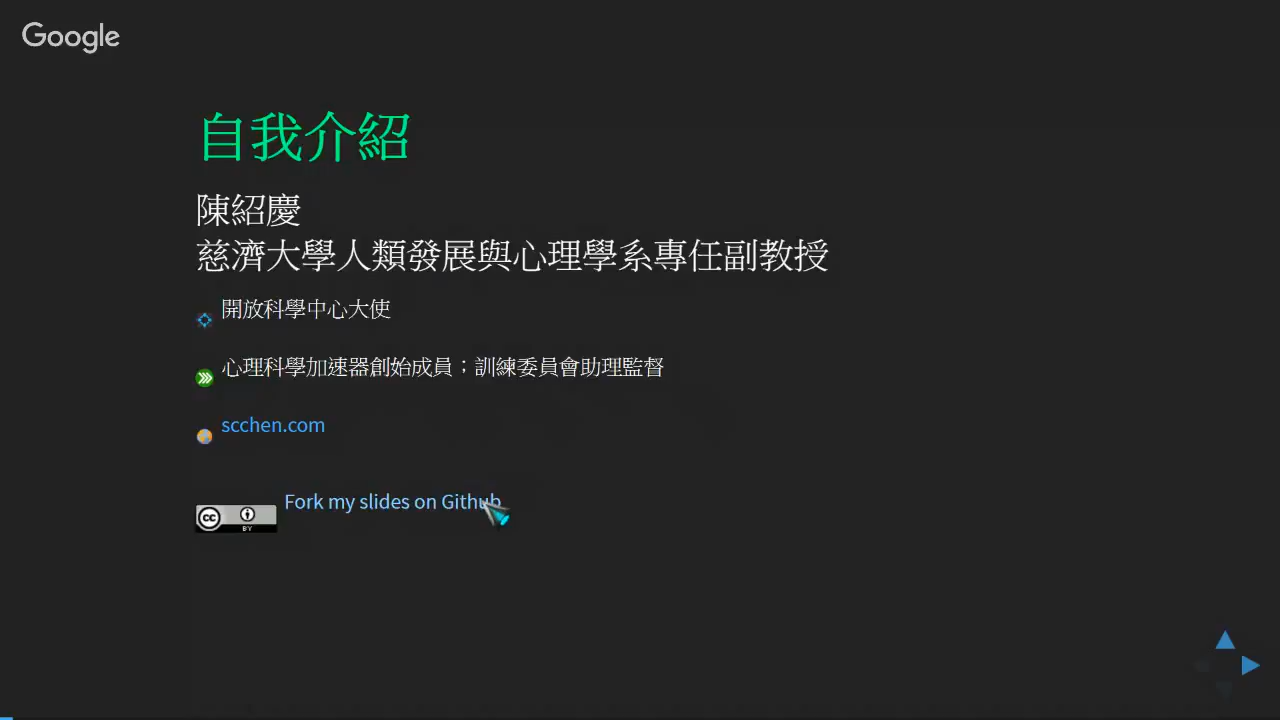 Google
自我介紹
陳紹慶
慈濟大學人類發展與心理學系專任副教授
開放科學中心大使
心理科學加速器創始成員；訓練委員會助理監督
scchen.com
Fork my slides on Github
cc
BY